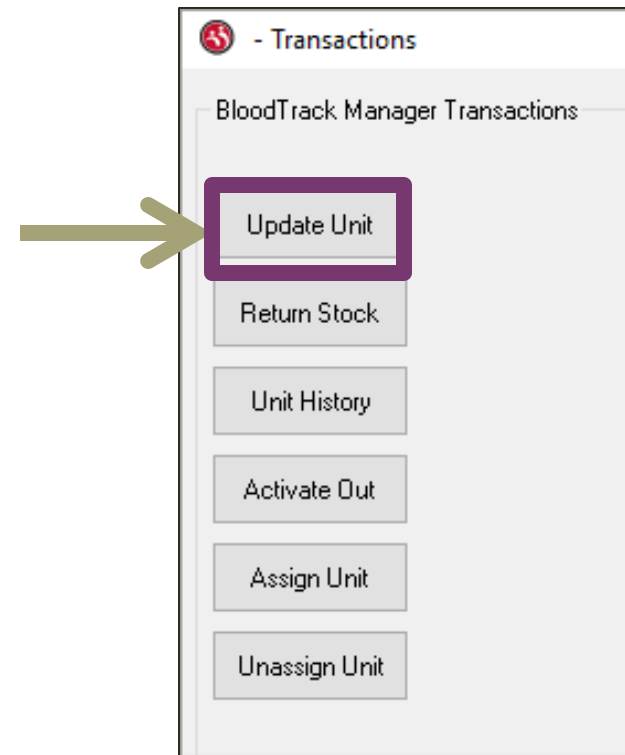 - Transactions
BloodTrack Manager Transactions
Update Unit
Return Stock
Unit History
Activate Out
Assign Unit
Unassign Unit